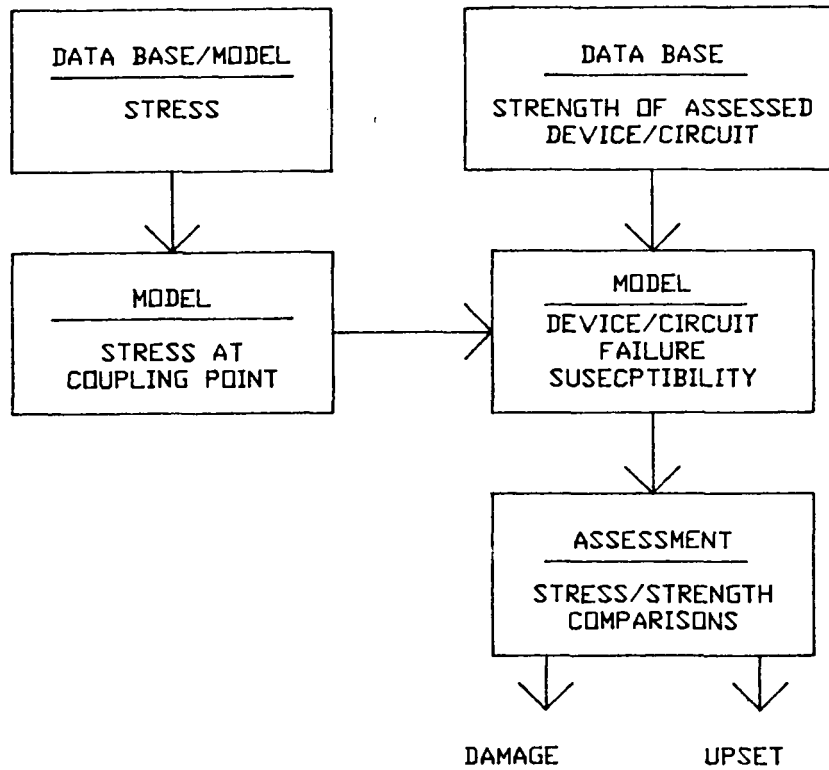 DATA BASE/MODEL
STRESS
DATA BASE
STRENGTH OF ASSESSED
DEVICE/CIRCUIT
MODEL
STRESS AT
COUPLING POINT
MODEL
DEVICE/CIRCUIT
FAILURE
SUSECPTIBILITY
ASSESSMENT
STRESS/STRENGTH
COMPARISONS
DAMAGE
UPSET